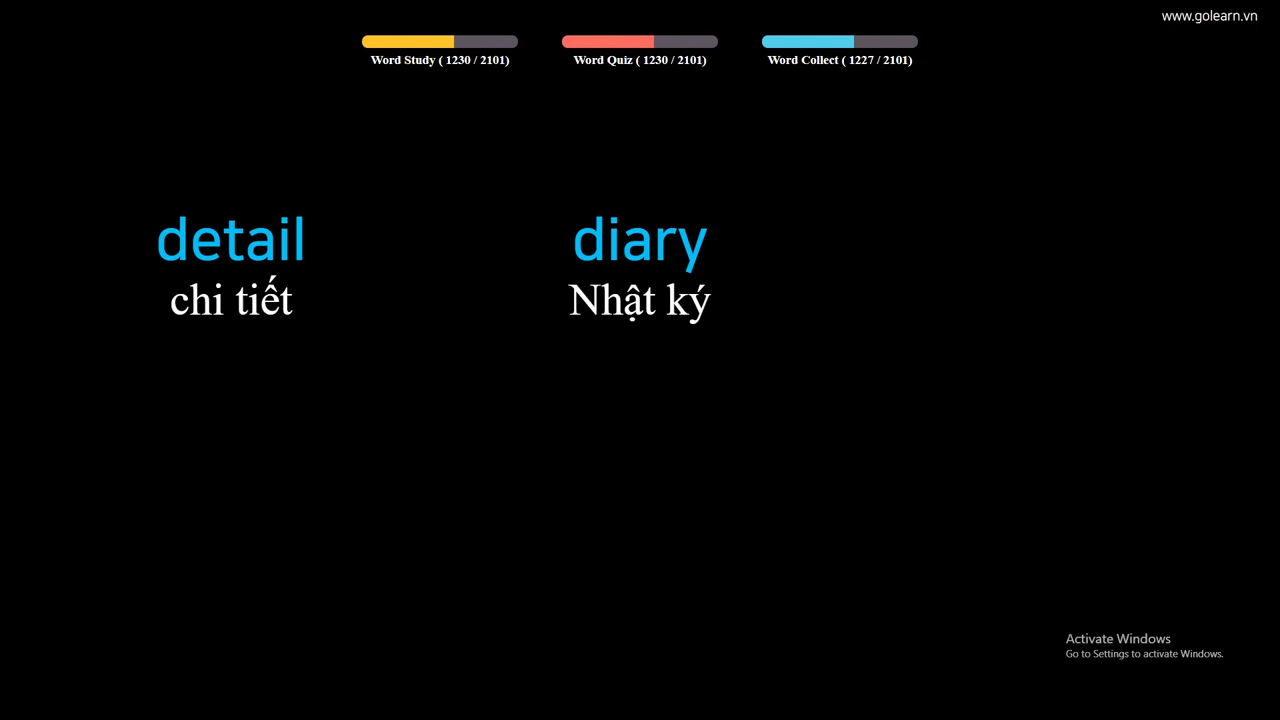 www.golearn.vn
Word Study ( 1230 / 2101)
Word Quiz ( 1230 / 2101)
Word Collect ( 1227 / 2101)
detail
chi tiết
diary
Nhật ký
Activate Windows
Go to Settings to activate Windows.